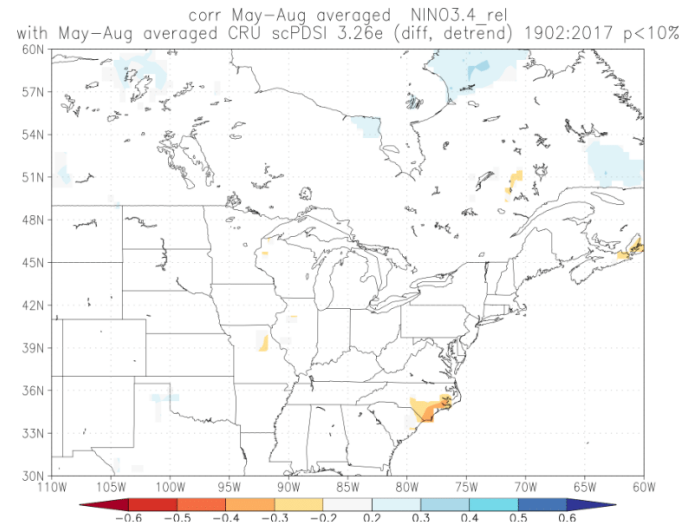 corr May-Aug averaged NINO3.4_rel
with May-Aug averaged CRU scPDSI 3.26e (diff, detrend) 1902:2017 p<10%
60N
57N
54N
51N
48N
45N
42N
39N
36N
33N
30N
110W 105W 100W 95W 90W 85W 80W 75W 70W 65W 60W
-0.6 -0.5 -0.4 -0.3 -0.2 0.2 0.3 0.4 0.5 0.6